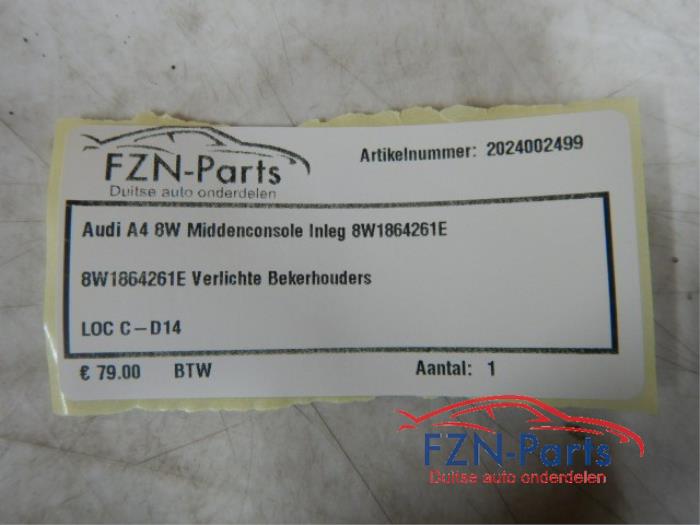 FZN-Parts
Duitse auto onderdelen
Artikelnummer: 2024002499
Audi A4 8W Middenconsole Inleg 8W1864261E
8W1864261E Verlichte Bekerhouders
LOC C-D14
€ 79.00 BTW
Aantal: 1
FZN-Parts
Duitse auto onderdelen